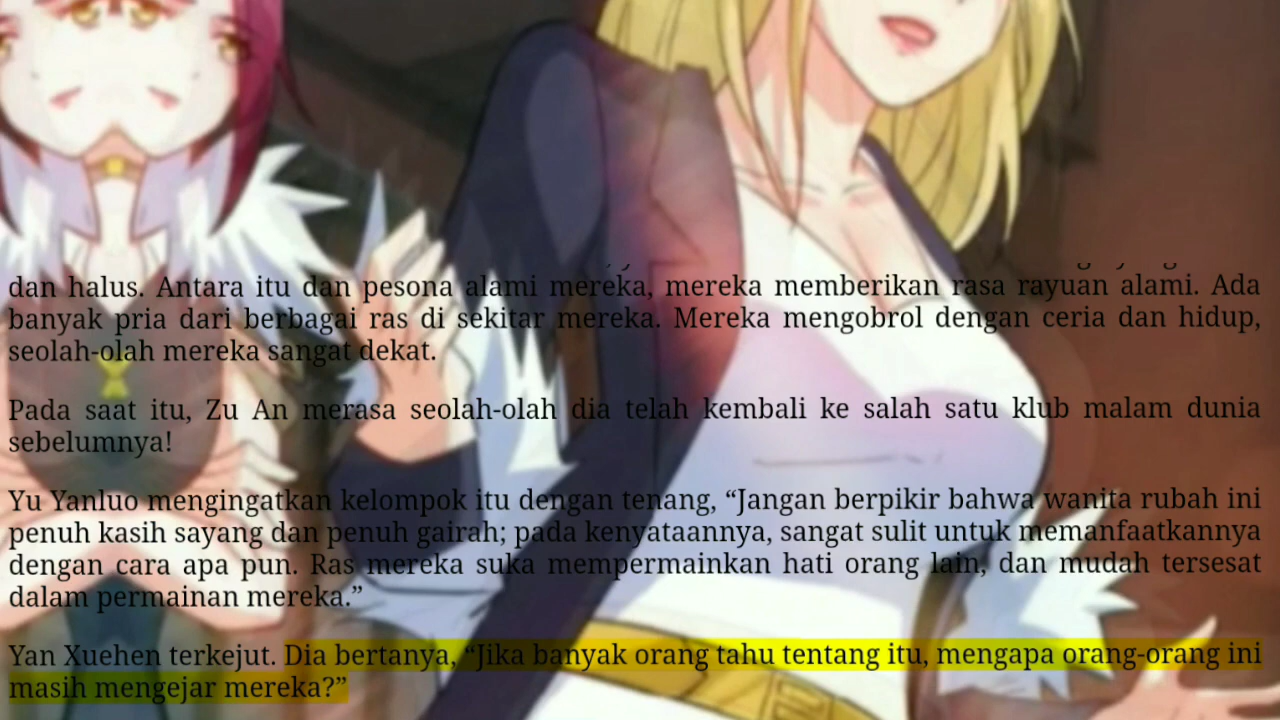 dan halus. Antara itu dan pesona alami mereka, mereka memberikan rasa rayuan alami. Ada
banyak pria dari berbagai ras di sekitar mereka. Mereka mengobrol dengan ceria dan hidup,
seolah-olah mereka sangat dekat.
Pada saat itu, Zu An merasa seolah-olah dia telah kembali ke salah satu klub malam dunia
sebelumnya!
Yu Yanluo mengingatkan kelompok itu dengan tenang, “Jangan berpikir bahwa wanita rubah ini
penuh kasih sayang dan penuh gairah; pada kenyataannya, sangat sulit untuk memanfaatkannya
dengan cara apa pun. Ras mereka suka mempermainkan hati orang lain, dan mudah tersesat
dalam permainan mereka.”
Yan Xuehen terkejut. Dia bertanya, “Jika banyak orang tahu tentang itu, mengapa orang-orang ini
masih mengejar mereka?”